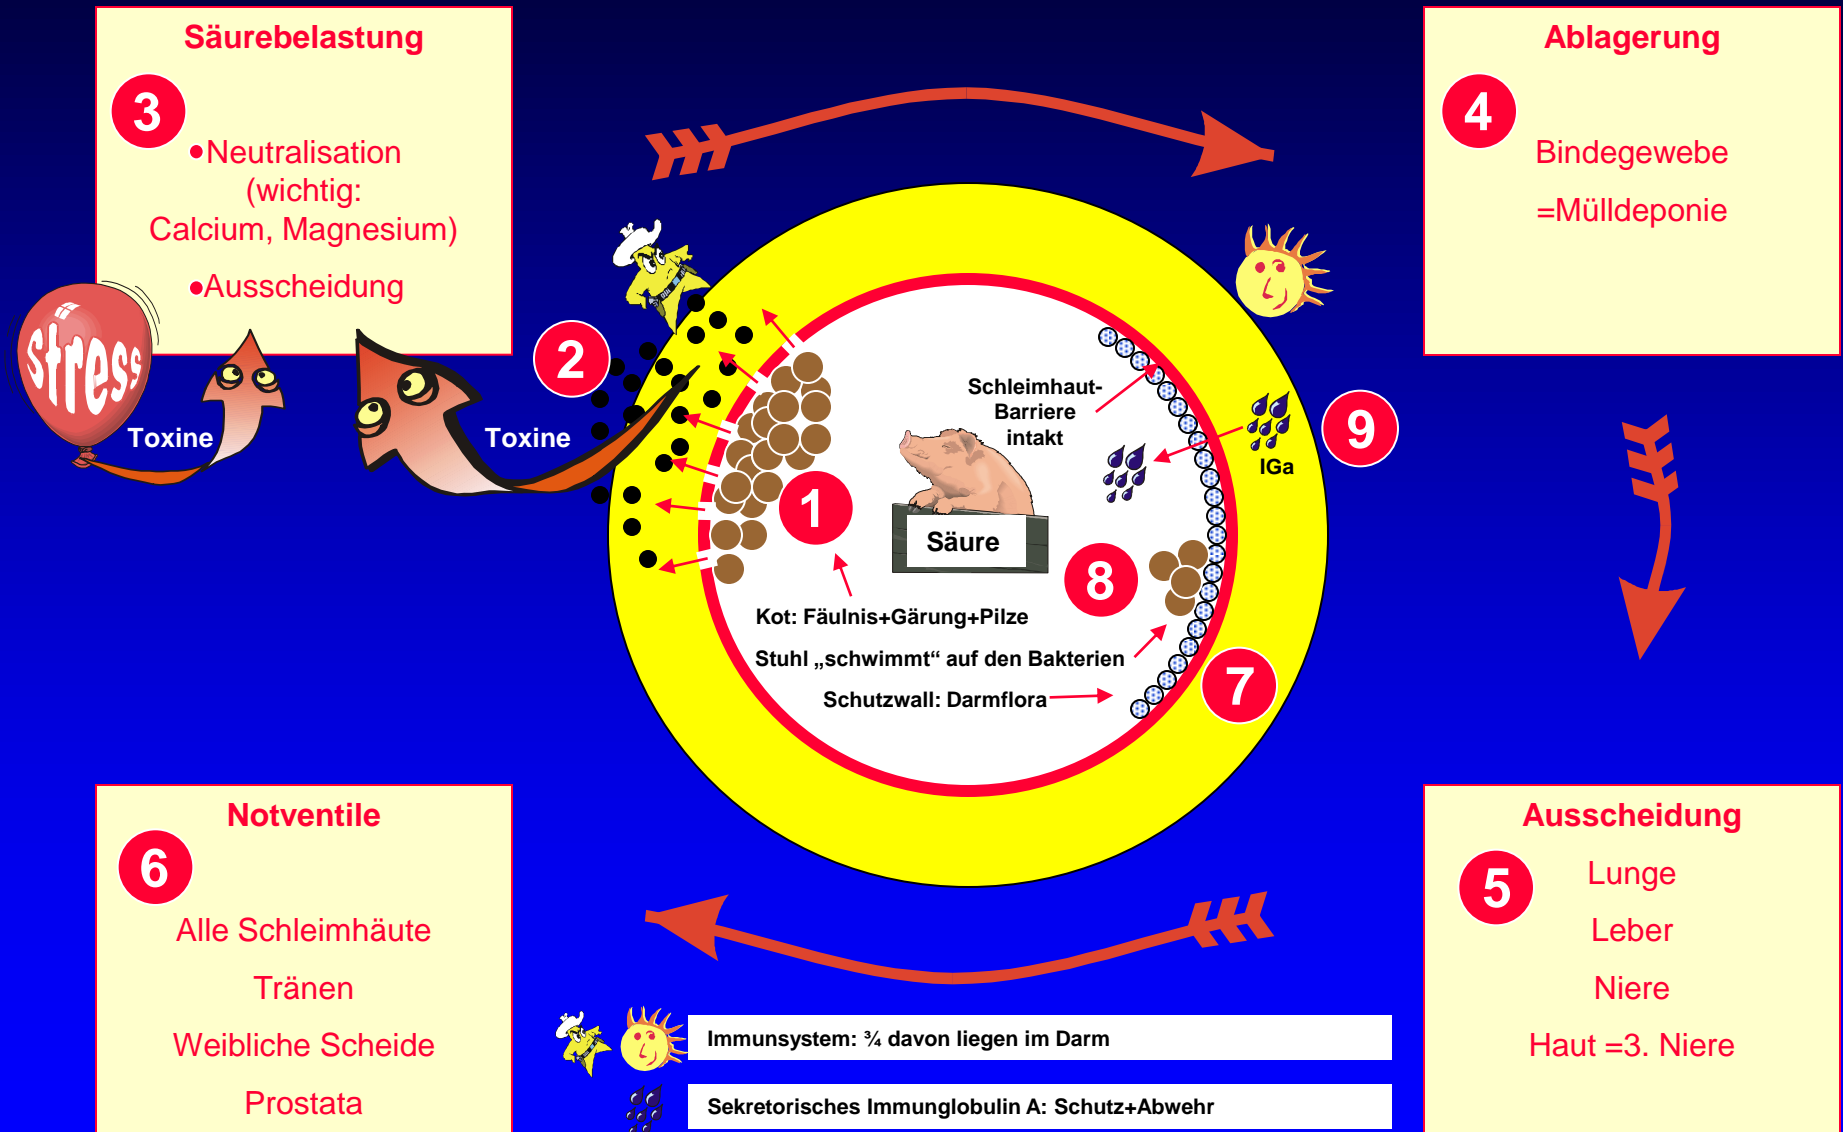 Säurebelastung
3
•Neutralisation
(wichtig:
Calcium, Magnesium)
•Ausscheidung
stress
Toxine
Toxine
2
Ablagerung
4
Bindegewebe
=Mülldeponie
Schleimhaut-
Barriere
intakt
9
IGa
1
Säure
8
Kot: Fäulnis+Gärung+Pilze
Stuhl „schwimmt“ auf den Bakterien
Schutzwall: Darmflora
7
Notventile
6
Alle Schleimhäute
Tränen
Weibliche Scheide
Prostata
Ausscheidung
5
Lunge
Leber
Niere
Haut =3. Niere
Immunsystem: ¾ davon liegen im Darm
Sekretorisches Immunglobulin A: Schutz+Abwehr